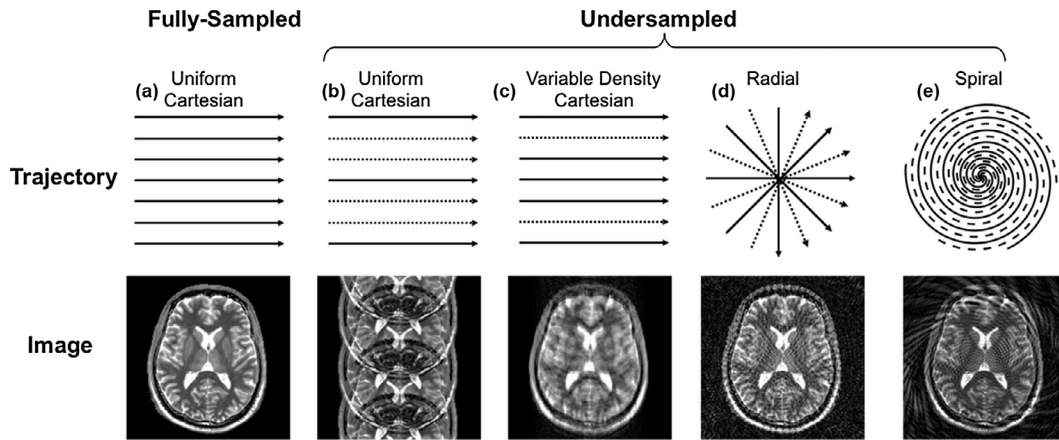 Fully-Sampled
Undersampled
(a) Uniform
Cartesian
(b) Uniform
Cartesian
(c) Variable Density
Cartesian
(d) Radial
(e) Spiral
Trajectory
Image